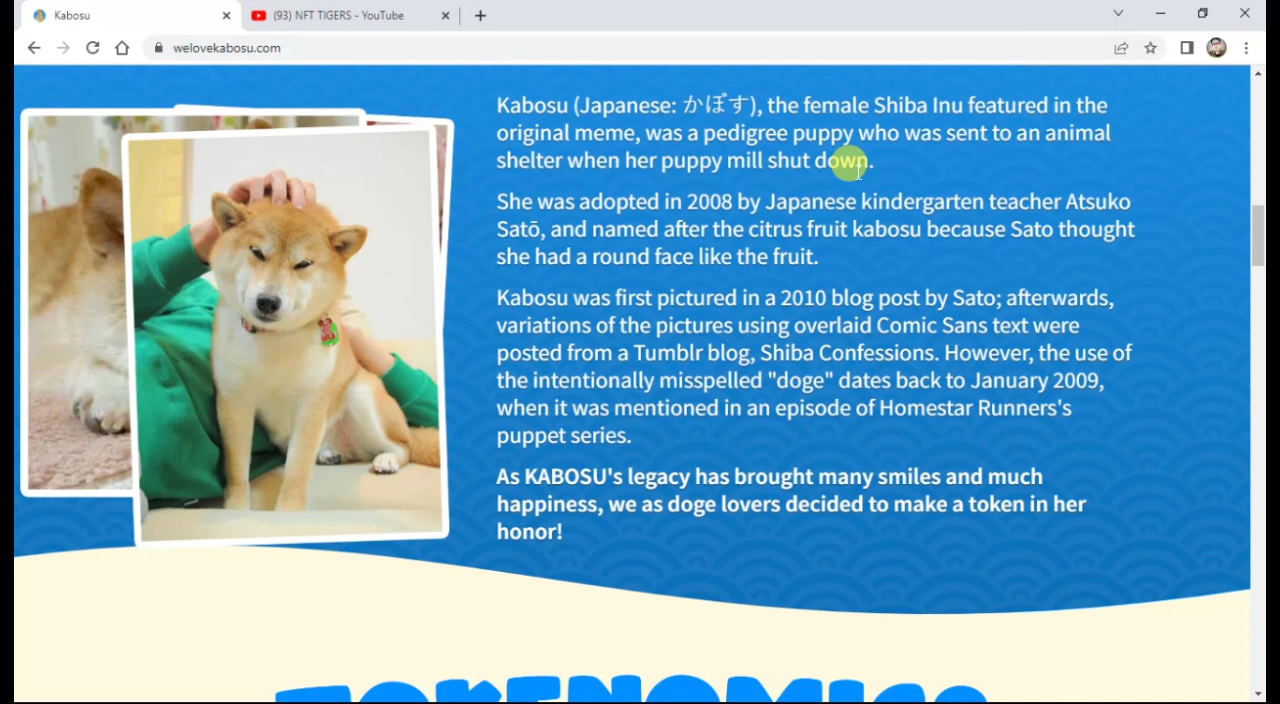 Kabosu
(93) NFT TIGERS - YouTube
welovekabosu.com
Kabosu (Japanese: かぼす), the female Shiba Inu featured in the
original meme, was a pedigree puppy who was sent to an animal
shelter when her puppy mill shut down.
She was adopted in 2008 by Japanese kindergarten teacher Atsuko
Satō, and named after the citrus fruit kabosu because Sato thought
she had a round face like the fruit.
Kabosu was first pictured in a 2010 blog post by Sato; afterwards,
variations of the pictures using overlaid Comic Sans text were
posted from a Tumblr blog, Shiba Confessions. However, the use of
the intentionally misspelled "doge" dates back to January 2009,
when it was mentioned in an episode of Homestar Runners's
puppet series.
As KABOSU's legacy has brought many smiles and much
happiness, we as doge lovers decided to make a token in her
honor!
TOKENOMICS